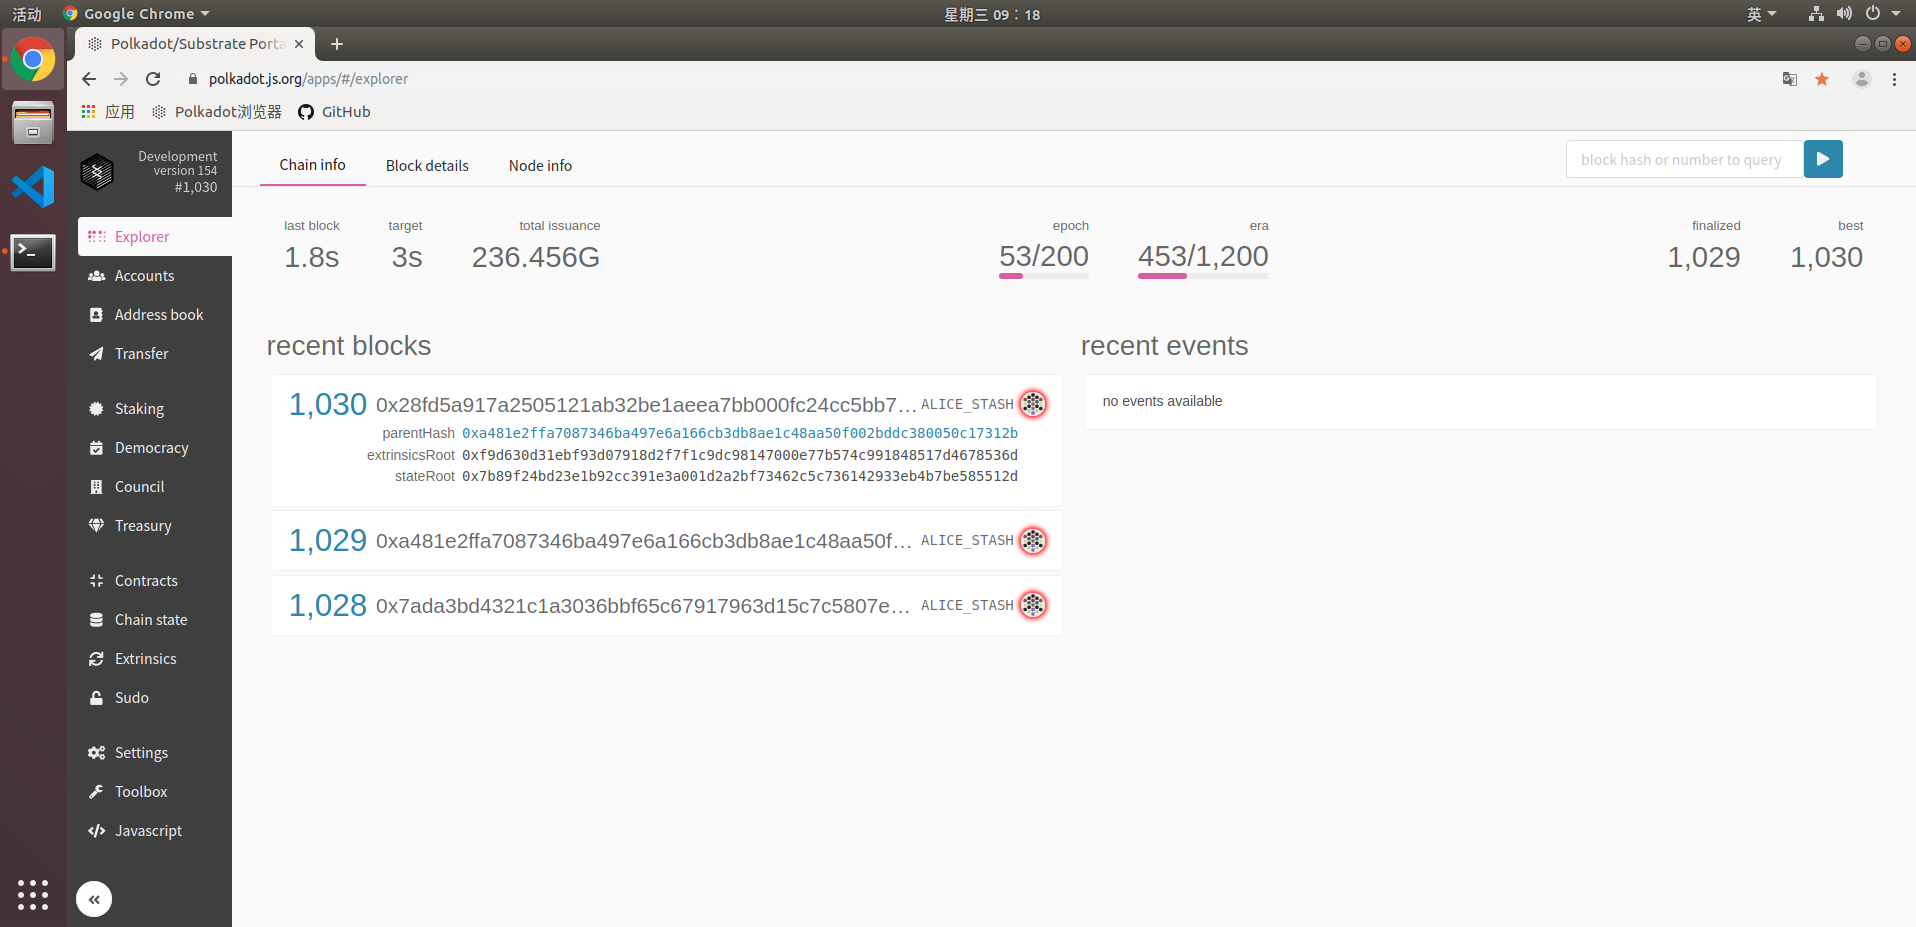 活动 Google Chrome 星期三 09：18 英
Polkadot/Substrate Porta
polkadot.js.org/apps/#/explorer
应用 Polkadot浏览器 GitHub
Development
version 154
#1,030
Explorer
Accounts
Address book
Transfer
Staking
Democracy
Council
Treasury
Contracts
Chain state
Extrinsics
Sudo
Settings
Toolbox
Javascript
Chain info Block details Node info block hash or number to query
last block target total issuance epoch era finalized best
1.8s 3s 236.456G 53/200 453/1,200 1,029 1,030
recent blocks
1,030 0x28fd5a917a2505121ab32be1aeea7bb000fc24cc5bb7... ALICE_STASH
parentHash 0xa481e2ffa7087346ba497e6a166cb3db8ae1c48aa50f002bddc380050c17312b
extrinsicsRoot 0xf9d630d31ebf93d07918d2f7f1c9dc98147000e77b574c991848517d4678536d
stateRoot 0x7b89f24bd23e1b92cc391e3a001d2a2bf73462c5c736142933eb4b7be585512d
1,029 0xa481e2ffa7087346ba497e6a166cb3db8ae1c48aa50f... ALICE_STASH
1,028 0x7ada3bd4321c1a3036bbf65c67917963d15c7c5807e... ALICE_STASH
recent events
no events available